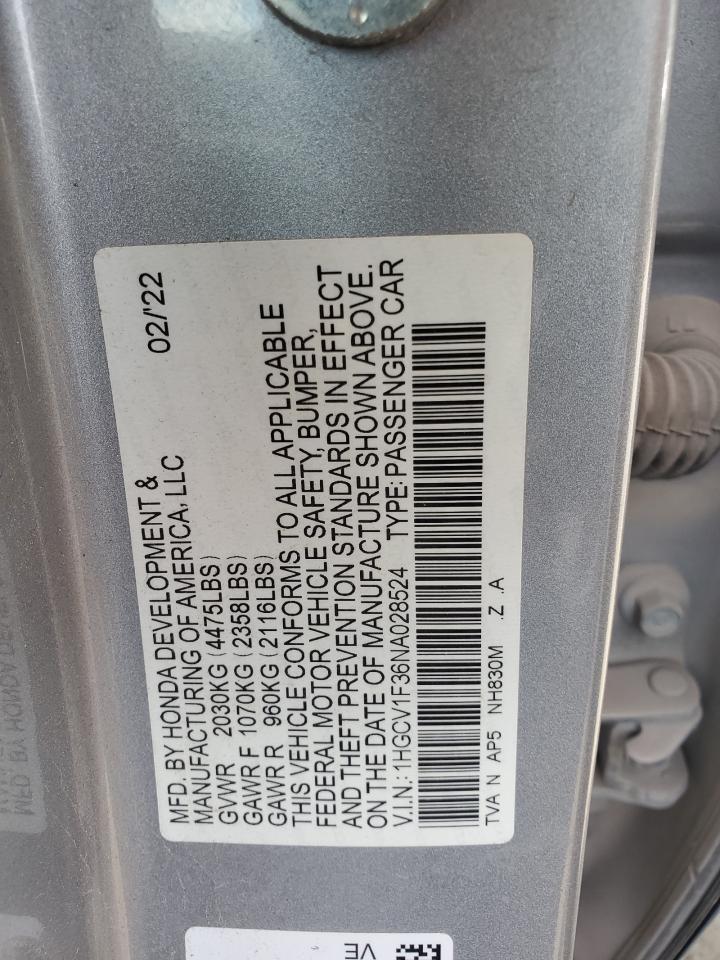 MFD. BY HONDA DEVELOPMENT & 02/'22
MANUFACTURING OF AMERICA, LLC
GVWR 2030KG (4475LBS)
GAWR F 1070KG (2358LBS)
GAWR R 960KG (2116LBS)
THIS VEHICLE CONFORMS TO ALL APPLICABLE
FEDERAL MOTOR VEHICLE SAFETY, BUMPER,
AND THEFT PREVENTION STANDARDS IN EFFECT
ON THE DATE OF MANUFACTURE SHOWN ABOVE.
V.I.N.: 1HGCV1F36NA028524 TYPE: PASSENGER CAR
TVA N AP5 NH830M .Z .A
VE